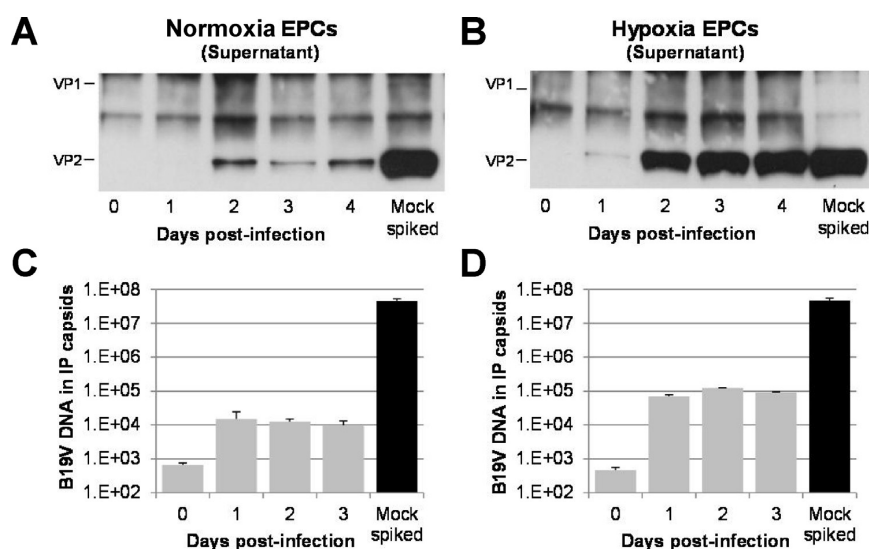 A
Normoxia EPCs
(Supernatant)
VP1
VP2
0 1 2 3 4 Mock spiked
Days post-infection
B
Hypoxia EPCs
(Supernatant)
VP1
VP2
0 1 2 3 4 Mock spiked
Days post-infection
C
B19V DNA in IP capsids
1.E+08
1.E+07
1.E+06
1.E+05
1.E+04
1.E+03
1.E+02
0 1 2 3 Mock spiked
Days post-infection
D
B19V DNA in IP capsids
1.E+08
1.E+07
1.E+06
1.E+05
1.E+04
1.E+03
1.E+02
0 1 2 3 Mock spiked
Days post-infection